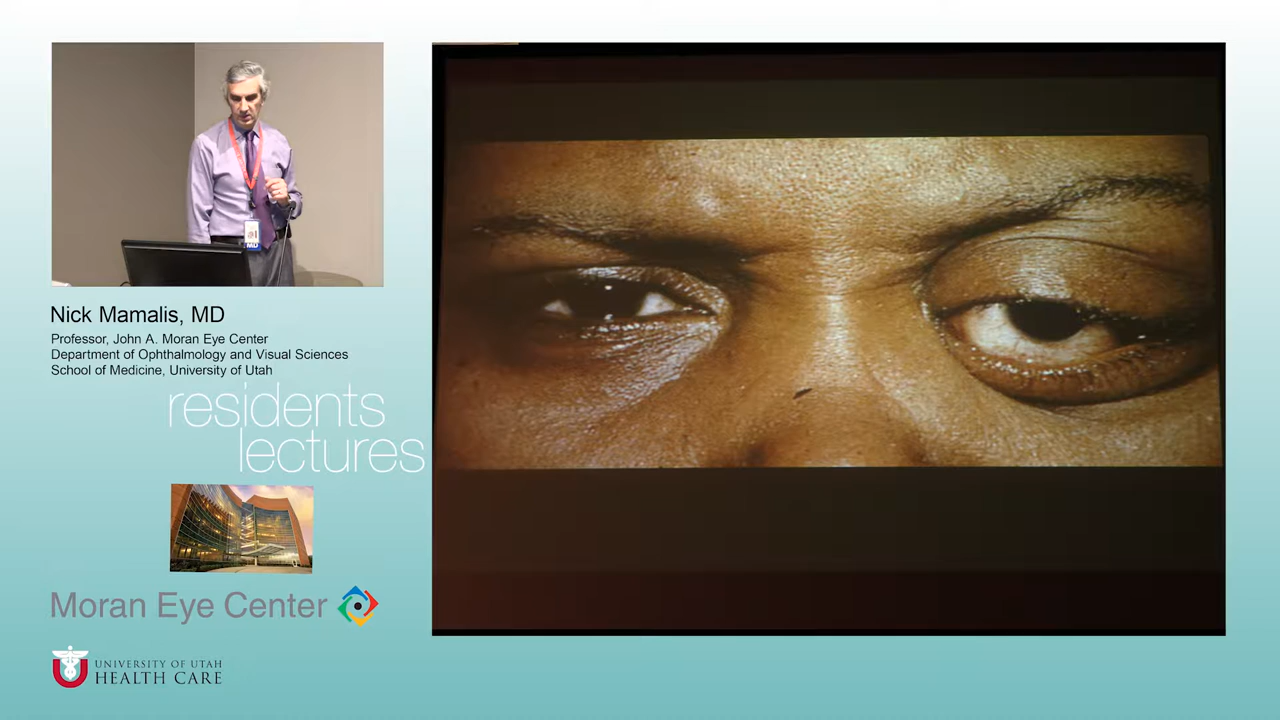 Nick Mamalis, MD
Professor, John A. Moran Eye Center
Department of Ophthalmology and Visual Sciences
School of Medicine, University of Utah
residents
lectures
Moran Eye Center
UNIVERSITY OF UTAH
HEALTH CARE
MD